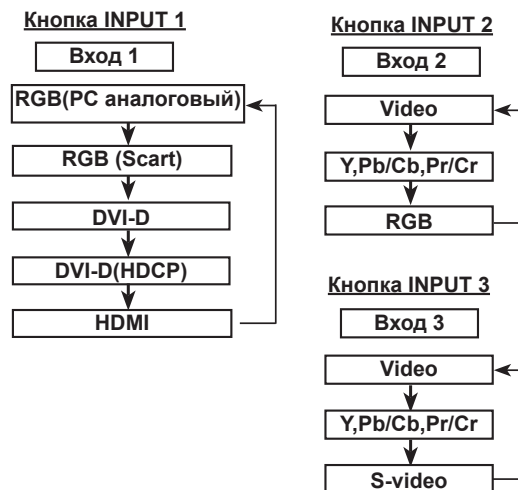 Кнопка INPUT 1
Вход 1
RGB(PC аналоговый)
RGB (Scart)
DVI-D
DVI-D(HDCP)
HDMI
Кнопка INPUT 2
Вход 2
Video
Y,Pb/Cb,Pr/Cr
RGB
Кнопка INPUT 3
Вход 3
Video
Y,Pb/Cb,Pr/Cr
S-video